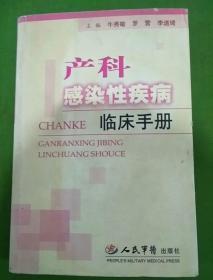 主编 牛秀敏 罗营 李进琦
产科
感染性疾病
CHANKE 临床手册
GANRANXING JIBING
LINCHUANG SHOUCE
人民军医出版社
PEOPLE'S MILITARY MEDICAL PRESS